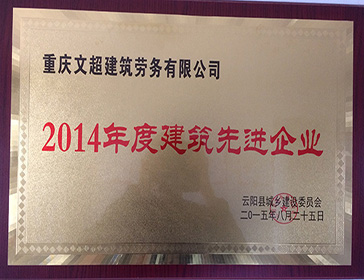 重庆文超建筑劳务有限公司
2014年度建筑先进企业
云阳县城乡建设委员会
二〇一五年八月二十五日